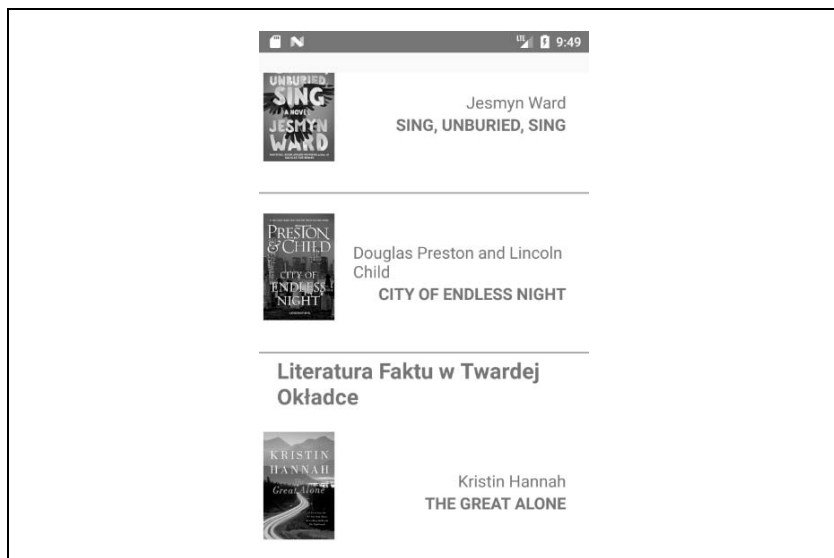 LTE 9:49
UNBURIED,
SING
A NOVEL
JESMYN
WARD
Jesmyn Ward
SING, UNBURIED, SING
PRESTON
& CHILD
CITY OF
ENDLESS
NIGHT
Douglas Preston and Lincoln
Child
CITY OF ENDLESS NIGHT
Literatura Faktu w Twardej
Okładce
KRISTIN
HANNAH
Great Alone
Kristin Hannah
THE GREAT ALONE